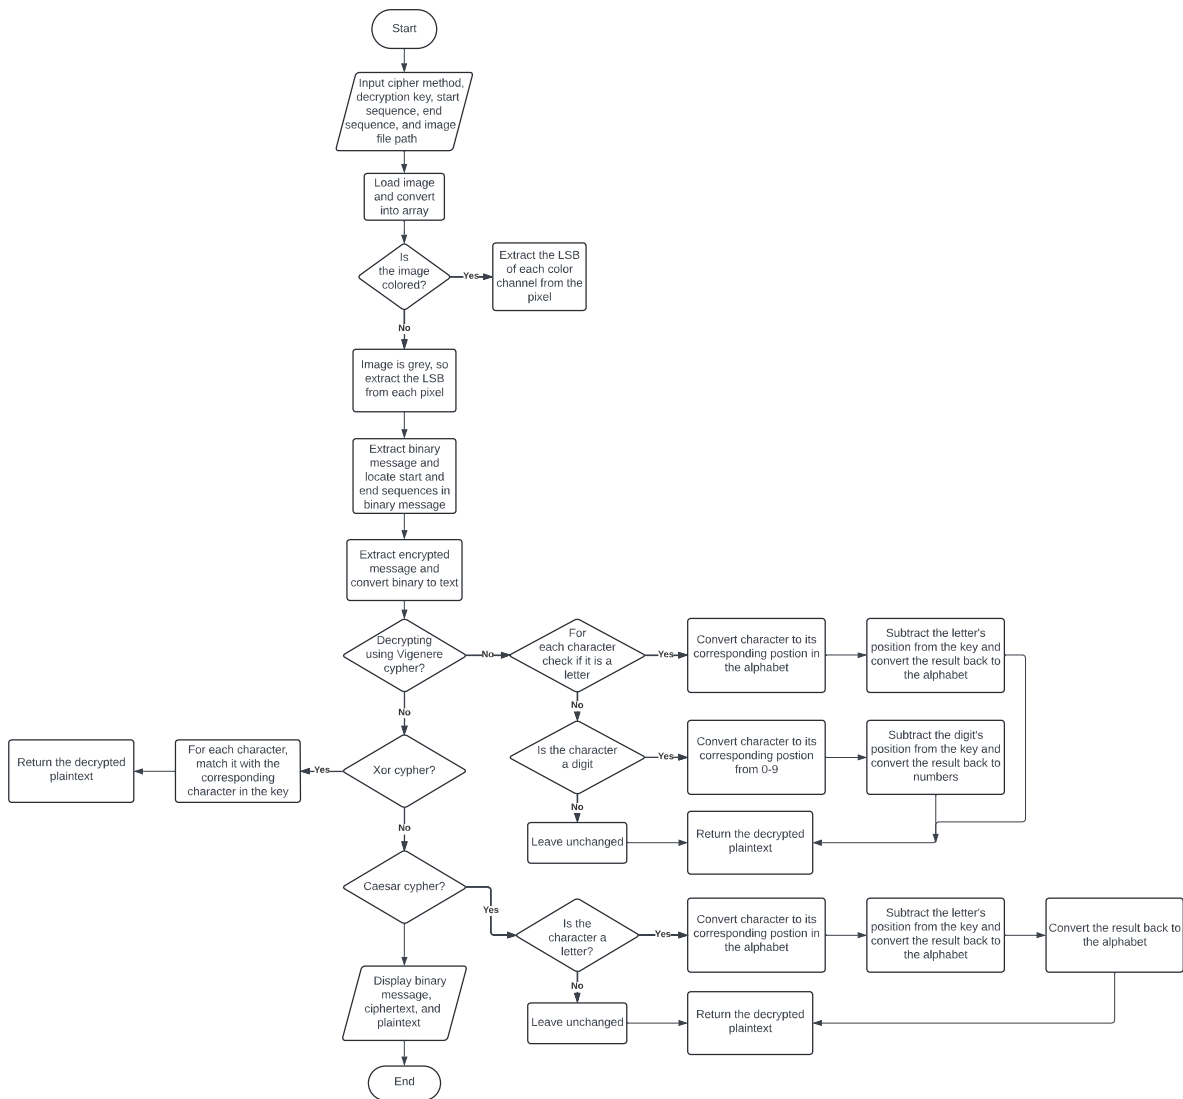 Start
Input cipher method,
decryption key, start
sequence, end
sequence, and image
file path
Load image
and convert
into array
Is
the image
colored?
Yes
Extract the LSB
of each color
channel from the
pixel
No
Image is grey, so
extract the LSB
from each pixel
Extract binary
message and
locate start and
end sequences in
binary message
Extract encrypted
message and
convert binary to text
Decrypting
using Vigenere
cypher?
No
For
each character
check if it is a
letter
Yes
Convert character to its
corresponding postion in
the alphabet
Subtract the letter's
position from the key and
convert the result back to
the alphabet
No
No
Is the character
a digit
Yes
Convert character to its
corresponding postion
from 0-9
Subtract the digit's
position from the key and
convert the result back to
numbers
Return the decrypted
plaintext
For each character,
match it with the
corresponding
character in the key
Yes
Xor cypher?
No
Leave unchanged
Return the decrypted
plaintext
No
Caesar cypher?
Yes
Is the
character a
letter?
Yes
Convert character to its
corresponding postion in
the alphabet
Subtract the letter's
position from the key and
convert the result back to
the alphabet
Convert the result back to
the alphabet
No
Leave unchanged
Return the decrypted
plaintext
Display binary
message,
ciphertext, and
plaintext
End